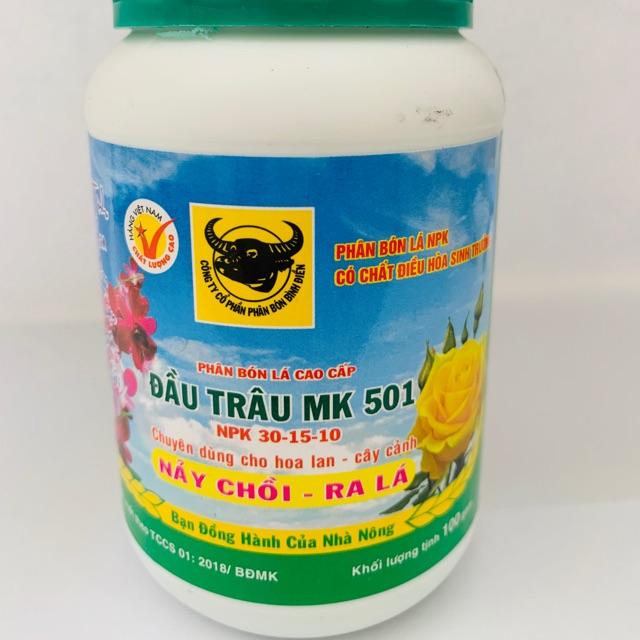 HÀNG VIỆT NAM
CHẤT LƯỢNG CAO
CÔNG TY CỔ PHẦN PHÂN BÓN BÌNH ĐIỀN
PHÂN BÓN LÁ NPK
CÓ CHẤT ĐIỀU HÒA SINH TRƯỞNG
PHÂN BÓN LÁ CAO CẤP
ĐẦU TRÂU MK 501
NPK 30-15-10
Chuyên dùng cho hoa lan - cây cảnh
NẢY CHỒI - RA LÁ
Bạn Đồng Hành Của Nhà Nông
theo TCCS 01: 2018/ BĐMK
Khối lượng tịnh 100